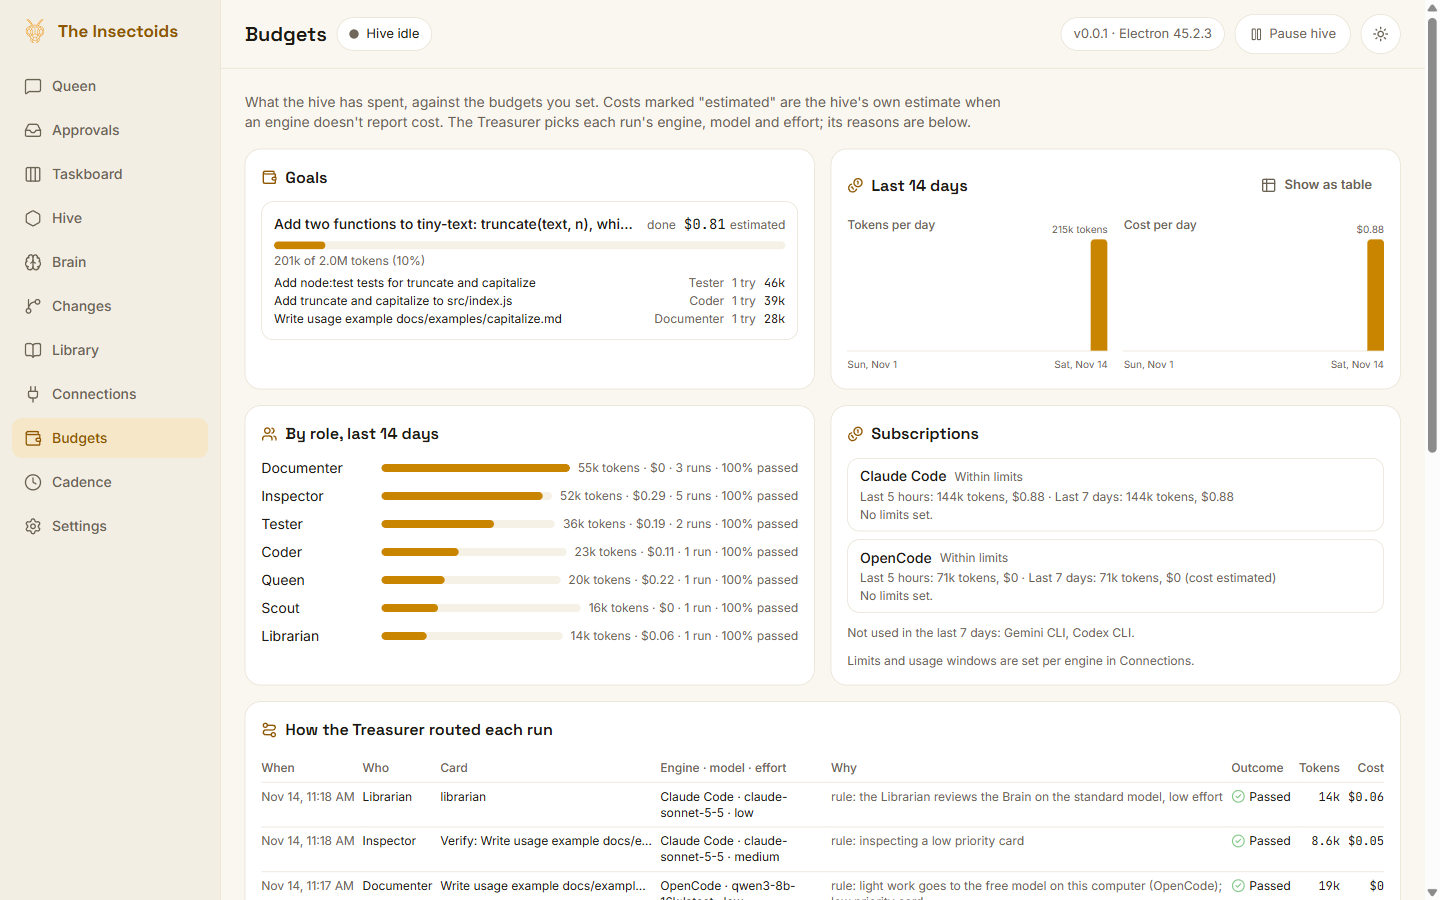 The Insectoids
Queen
Approvals
Taskboard
Hive
Brain
Changes
Library
Connections
Budgets
Cadence
Settings
Budgets
Hive idle
v0.0.1 · Electron 45.2.3
Pause hive
What the hive has spent, against the budgets you set. Costs marked "estimated" are the hive's own estimate when
an engine doesn't report cost. The Treasurer picks each run's engine, model and effort; its reasons are below.
Goals
Add two functions to tiny-text: truncate(text, n), whi... done $0.81 estimated
201k of 2.0M tokens (10%)
Add node:test tests for truncate and capitalize Tester 1 try 46k
Add truncate and capitalize to src/index.js Coder 1 try 39k
Write usage example docs/examples/capitalize.md Documenter 1 try 28k
Last 14 days
Show as table
Tokens per day
215k tokens
Sun, Nov 1 Sat, Nov 14
Cost per day
$0.88
Sun, Nov 1 Sat, Nov 14
By role, last 14 days
Documenter 55k tokens · $0 · 3 runs · 100% passed
Inspector 52k tokens · $0.29 · 5 runs · 100% passed
Tester 36k tokens · $0.19 · 2 runs · 100% passed
Coder 23k tokens · $0.11 · 1 run · 100% passed
Queen 20k tokens · $0.22 · 1 run · 100% passed
Scout 16k tokens · $0 · 1 run · 100% passed
Librarian 14k tokens · $0.06 · 1 run · 100% passed
Subscriptions
Claude Code Within limits
Last 5 hours: 144k tokens, $0.88 · Last 7 days: 144k tokens, $0.88
No limits set.
OpenCode Within limits
Last 5 hours: 71k tokens, $0 · Last 7 days: 71k tokens, $0 (cost estimated)
No limits set.
Not used in the last 7 days: Gemini CLI, Codex CLI.
Limits and usage windows are set per engine in Connections.
How the Treasurer routed each run
When Who Card Engine · model · effort Why Outcome Tokens Cost
Nov 14, 11:18 AM Librarian librarian Claude Code · claude- rule: the Librarian reviews the Brain on the standard model, low effort Passed 14k $0.06
sonnet-5-5 · low
Nov 14, 11:18 AM Inspector Verify: Write usage example docs/e... Claude Code · claude- rule: inspecting a low priority card Passed 8.6k $0.05
sonnet-5-5 · medium
Nov 14, 11:17 AM Documenter Write usage example docs/exampl... OpenCode · qwen3-8b- rule: light work goes to the free model on this computer (OpenCode); Passed 19k $0